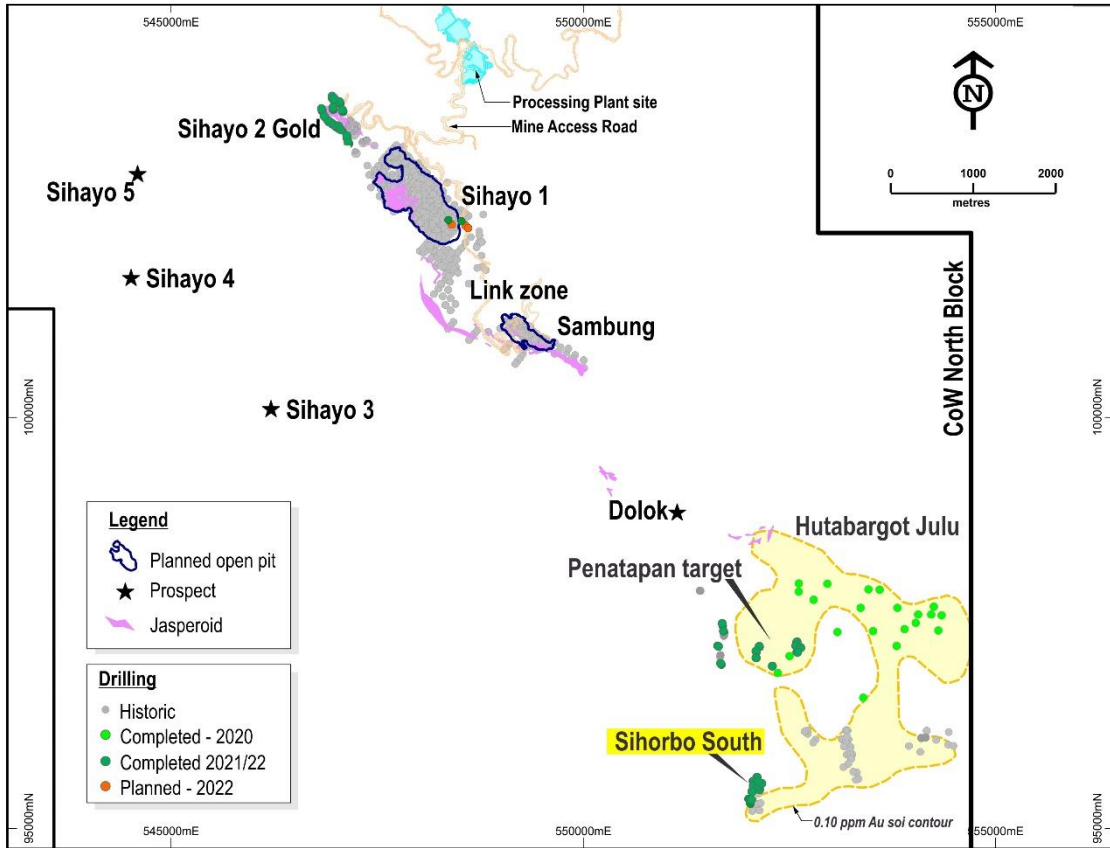 545000mE
550000mE
555000mE
N
0 1000 2000
metres
Processing Plant site
Mine Access Road
Sihayo 2 Gold
Sihayo 5
Sihayo 1
Sihayo 4
Link zone
Sambung
CoW North Block
Sihayo 3
100000mN
100000mN
Dolok
Hutabargot Julu
Penatapan target
Legend
Planned open pit
Prospect
Jasperoid
Drilling
Historic
Completed - 2020
Completed 2021/22
Planned - 2022
Sihorbo South
0.10 ppm Au soi contour
95000mN
95000mN
545000mE
550000mE
555000mE